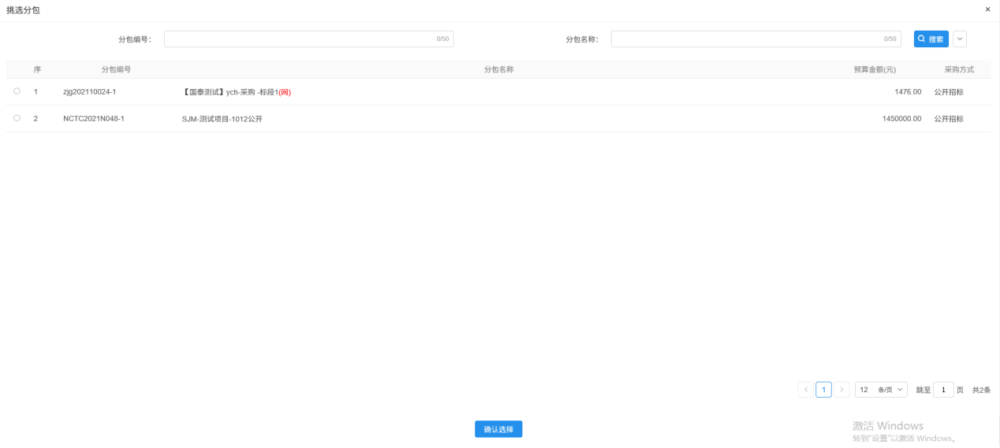 挑选分包 ×
分包编号： 0/50 分包名称： 0/50 搜索
序 分包编号 分包名称 预算金额(元) 采购方式
1 zjg202110024-1 【国泰测试】ych-采购 -标段1(网) 1476.00 公开招标
2 NCTC2021N048-1 SJM-测试项目-1012公开 1450000.00 公开招标
1 12 条/页 跳至 1 页 共2条
确认选择
激活 Windows
转到"设置"以激活 Windows。